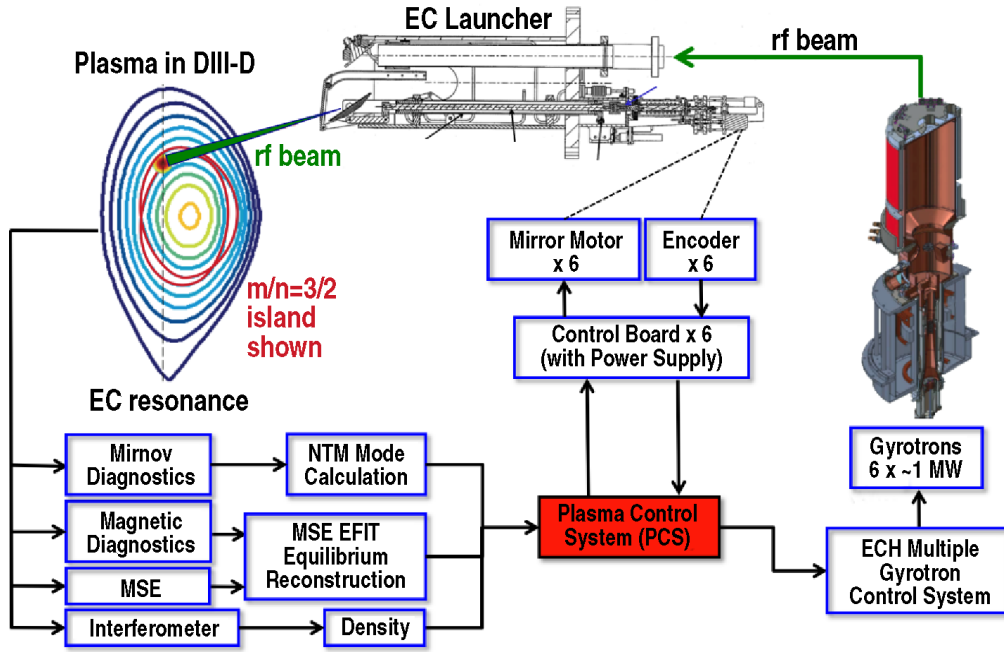 EC Launcher
rf beam
Plasma in DIII-D
rf beam
m/n=3/2
island
shown
EC resonance
Mirror Motor
x 6
Encoder
x 6
Control Board x 6
(with Power Supply)
Mirnov
Diagnostics
NTM Mode
Calculation
Magnetic
Diagnostics
MSE EFIT
Equilibrium
Reconstruction
MSE
Interferometer
Density
Plasma Control
System (PCS)
Gyrotrons
6 x ~1 MW
ECH Multiple
Gyrotron
Control System